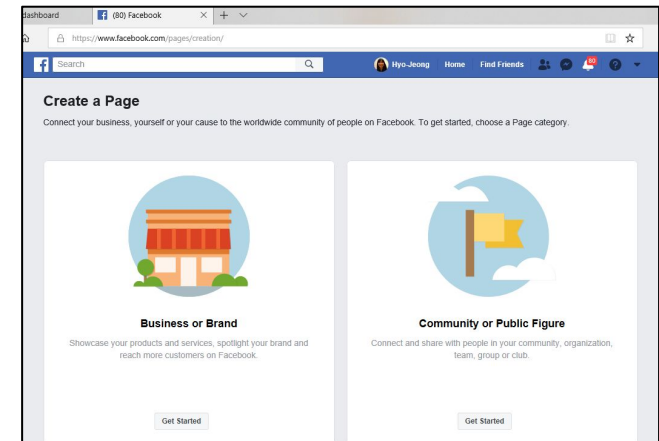 dashboard
(80) Facebook
https://www.facebook.com/pages/creation/
f Search
Hyo-Jeong Home Find Friends 80
Create a Page
Connect your business, yourself or your cause to the worldwide community of people on Facebook. To get started, choose a Page category.
Business or Brand
Showcase your products and services, spotlight your brand and
reach more customers on Facebook.
Get Started
Community or Public Figure
Connect and share with people in your community, organization,
team, group or club.
Get Started